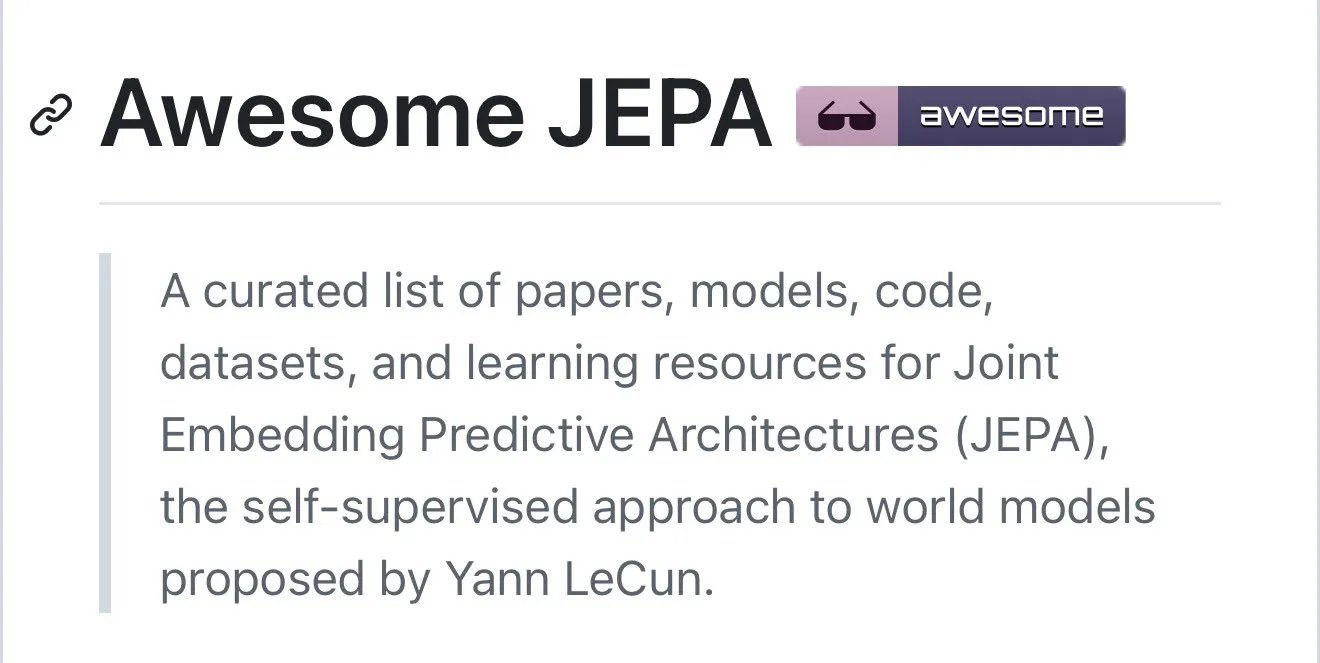 Awesome JEPA awesome
A curated list of papers, models, code,
datasets, and learning resources for Joint
Embedding Predictive Architectures (JEPA),
the self-supervised approach to world models
proposed by Yann LeCun.